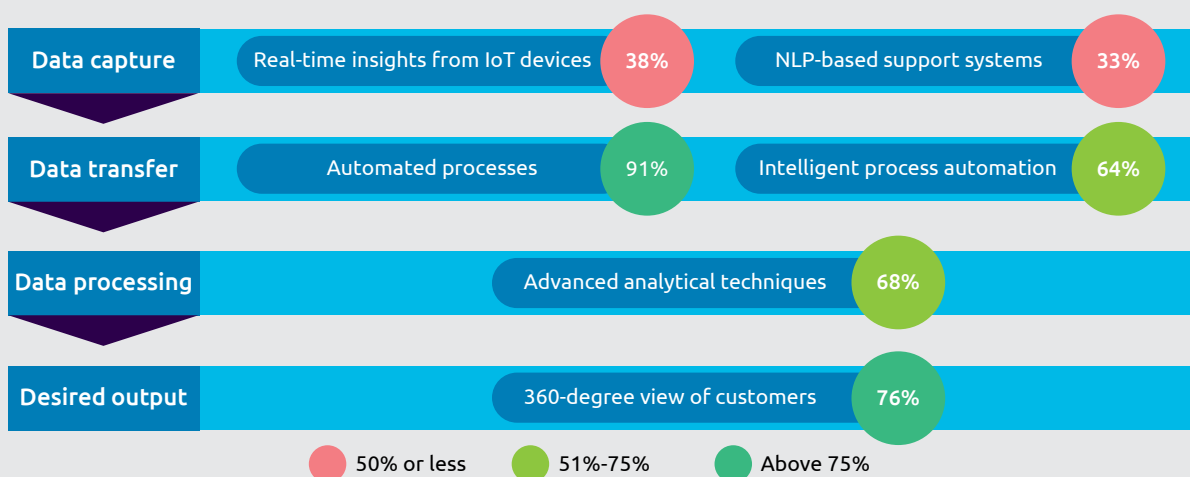 Data capture
Real-time insights from IoT devices
38%
NLP-based support systems
33%
Data transfer
Automated processes
91%
Intelligent process automation
64%
Data processing
Advanced analytical techniques
68%
Desired output
360-degree view of customers
76%
50% or less
51%-75%
Above 75%